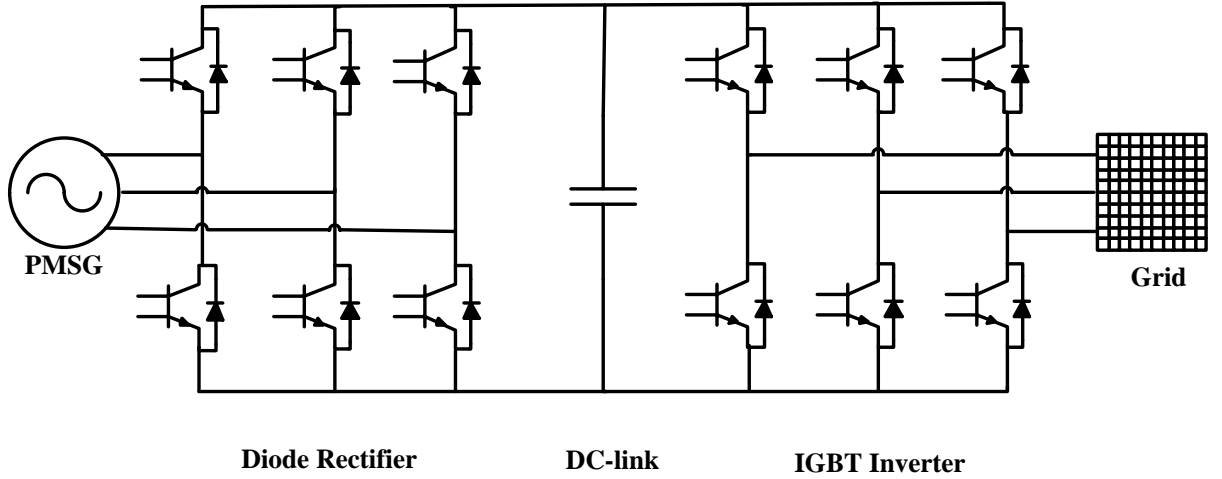 PMSG
Grid
Diode Rectifier
DC-link
IGBT Inverter